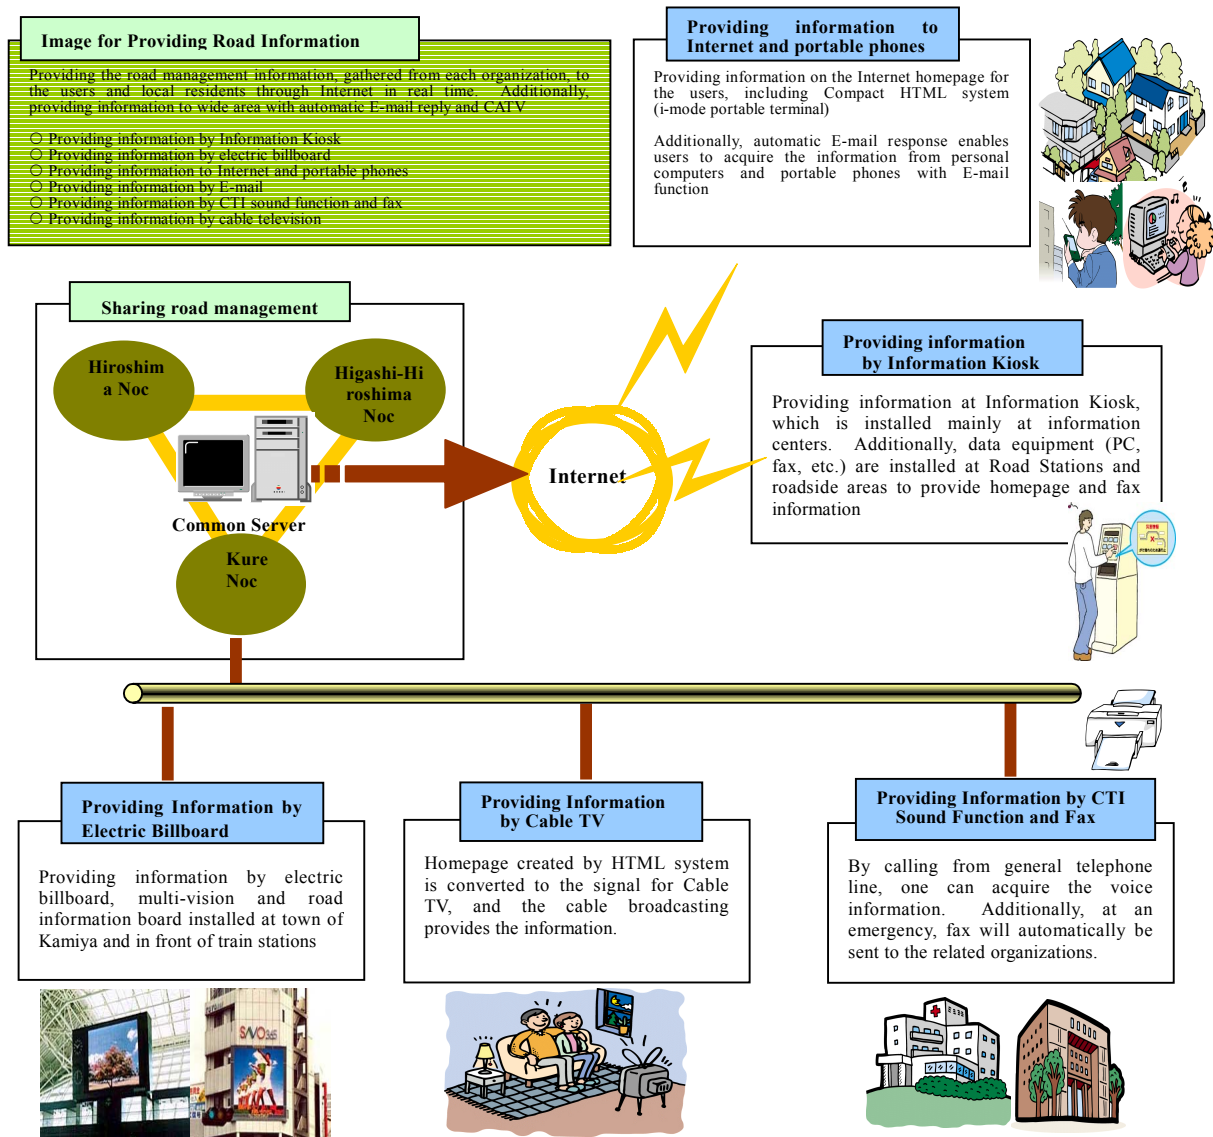 Image for Providing Road Information
Providing the road management information, gathered from each organization, to
the users and local residents through Internet in real time. Additionally,
providing information to wide area with automatic E-mail reply and CATV
○ Providing information by Information Kiosk
○ Providing information by electric billboard
○ Providing information to Internet and portable phones
○ Providing information by E-mail
○ Providing information by CTI sound function and fax
○ Providing information by cable television
Providing information to
Internet and portable phones
Providing information on the Internet homepage for
the users, including Compact HTML system
(i-mode portable terminal)
Additionally, automatic E-mail response enables
users to acquire the information from personal
computers and portable phones with E-mail
function
Sharing road management
Hiroshim
a Noc
Higashi-Hi
roshima
Noc
Common Server
Kure
Noc
Internet
Providing information
by Information Kiosk
Providing information at Information Kiosk,
which is installed mainly at information
centers. Additionally, data equipment (PC,
fax, etc.) are installed at Road Stations and
roadside areas to provide homepage and fax
information
Providing Information by
Electric Billboard
Providing information by electric
billboard, multi-vision and road
information board installed at town of
Kamiya and in front of train stations
Providing Information
by Cable TV
Homepage created by HTML system
is converted to the signal for Cable
TV, and the cable broadcasting
provides the information.
Providing Information by CTI
Sound Function and Fax
By calling from general telephone
line, one can acquire the voice
information. Additionally, at an
emergency, fax will automatically be
sent to the related organizations.